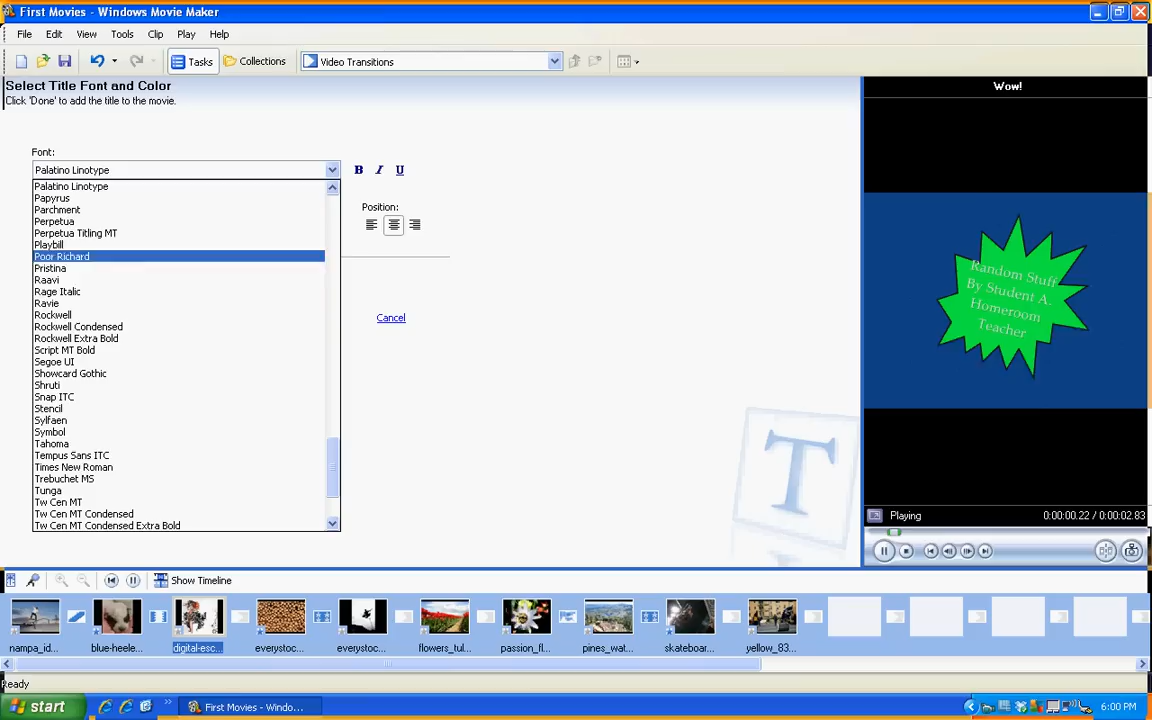 First Movies - Windows Movie Maker
File Edit View Tools Clip Play Help
Tasks Collections Video Transitions
Select Title Font and Color
Click 'Done' to add the title to the movie.
Font:
Palatino Linotype
B I U
Palatino Linotype
Papyrus
Parchment
Perpetua
Perpetua Titling MT
Playbill
Poor Richard
Pristina
Raavi
Rage Italic
Ravie
Rockwell
Rockwell Condensed
Rockwell Extra Bold
Script MT Bold
Segoe UI
Showcard Gothic
Shruti
Snap ITC
Stencil
Sylfaen
Symbol
Tahoma
Tempus Sans ITC
Times New Roman
Trebuchet MS
Tunga
Tw Cen MT
Tw Cen MT Condensed
Tw Cen MT Condensed Extra Bold
Position:
Cancel
T
Wow!
Random Stuff
By Student A.
Homeroom
Teacher
Playing 0:00:00.22 / 0:00:02.83
Show Timeline
nampa_id... blue-heele... digital-esc... everystoc... everystoc... flowers_tul... passion_fl... pines_wat... skateboar... yellow_83...
Ready
start First Movies - Windo... 6:00 PM